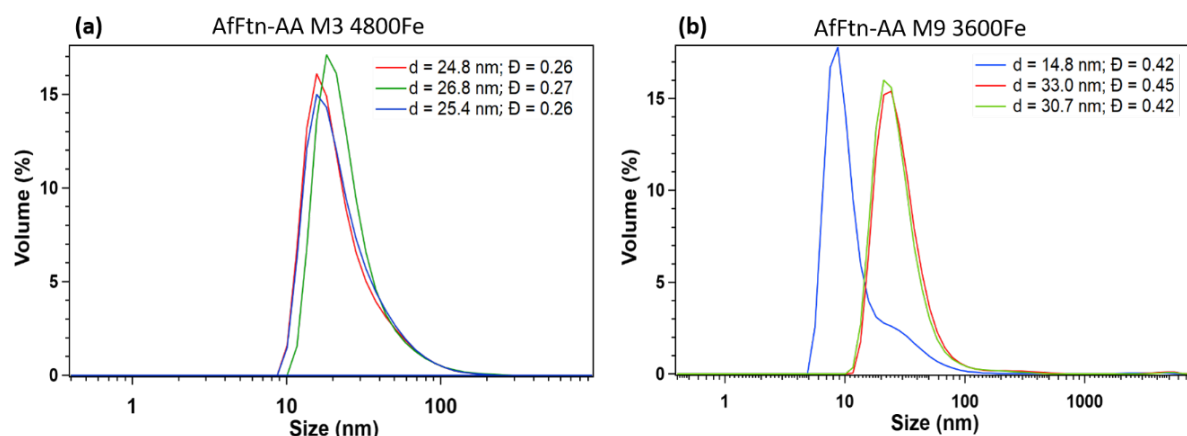 (a) AfFtn-AA M3 4800Fe
d = 24.8 nm; Đ = 0.26
d = 26.8 nm; Đ = 0.27
d = 25.4 nm; Đ = 0.26
Volume (%)
15
10
5
0
1 10 100
Size (nm)
(b) AfFtn-AA M9 3600Fe
d = 14.8 nm; Đ = 0.42
d = 33.0 nm; Đ = 0.45
d = 30.7 nm; Đ = 0.42
Volume (%)
15
10
5
0
1 10 100 1000
Size (nm)